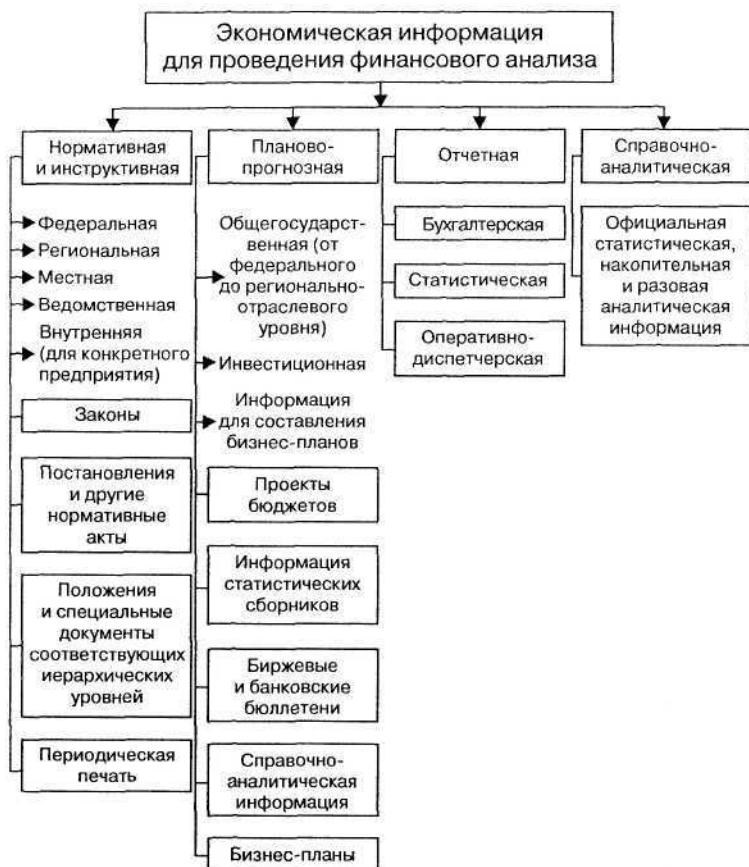 Экономическая информация
для проведения финансового анализа
Нормативная
и инструктивная
Федеральная
Региональная
Местная
Ведомственная
Внутренняя
(для конкретного
предприятия)
Законы
Постановления
и другие
нормативные
акты
Положения
и специальные
документы
соответствующих
иерархических
уровней
Периодическая
печать
Планово-
прогнозная
Общегосударст-
венная (от
федерального
до регионально-
отраслевого
уровня)
Инвестиционная
Информация
для составления
бизнес-планов
Проекты
бюджетов
Информация
статистических
сборников
Биржевые
и банковские
бюллетени
Справочно-
аналитическая
информация
Бизнес-планы
Отчетная
Бухгалтерская
Статистическая
Оперативно-
диспетчерская
Справочно-
аналитическая
Официальная
статистическая,
накопительная
и разовая
аналитическая
информация